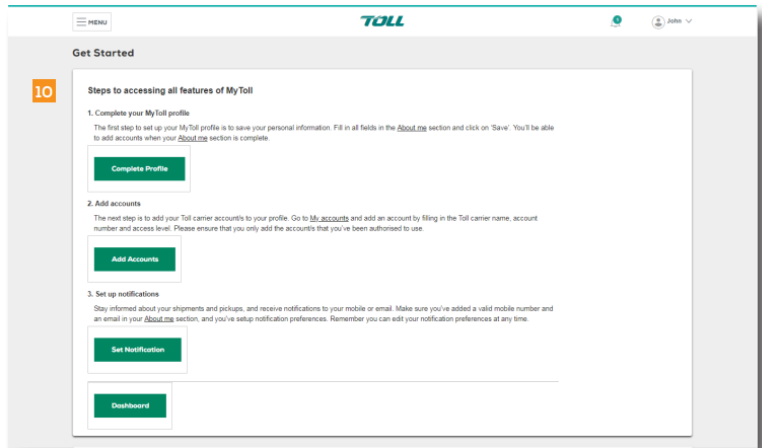 MENU
TOLL
1
John
Get Started
10
Steps to accessing all features of MyToll
1. Complete your MyToll profile
The first step to set up your MyToll profile is to save your personal information. Fill in all fields in the About me section and click on 'Save'. You'll be able
to add accounts when your About me section is complete.
Complete Profile
2. Add accounts
The next step is to add your Toll carrier account/s to your profile. Go to My accounts and add an account by filling in the Toll carrier name, account
number and access level. Please ensure that you only add the account/s that you've been authorised to use.
Add Accounts
3. Set up notifications
Stay informed about your shipments and pickups, and receive notifications to your mobile or email. Make sure you've added a valid mobile number and
an email in your About me section, and you've setup notification preferences. Remember you can edit your notification preferences at any time.
Set Notification
Dashboard